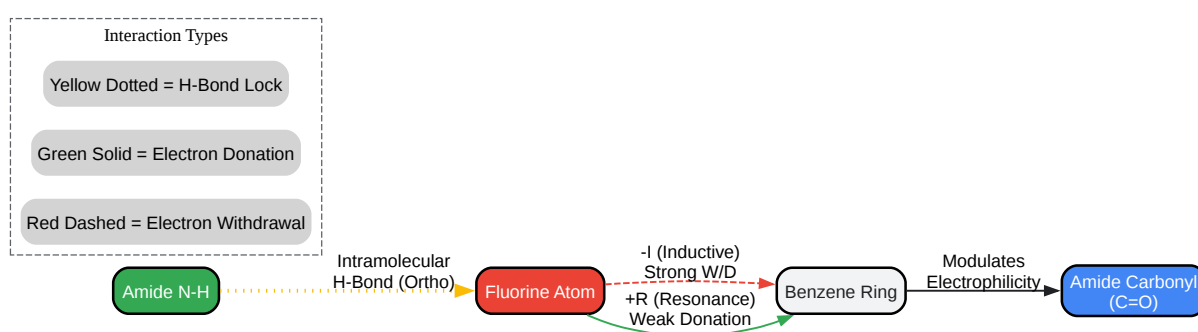 Interaction Types
Yellow Dotted = H-Bond Lock
Green Solid = Electron Donation
Red Dashed = Electron Withdrawal
Amide N-H
Intramolecular
H-Bond (Ortho)
Fluorine Atom
-I (Inductive)
Strong W/D
+R (Resonance)
Weak Donation
Benzene Ring
Modulates
Electrophilicity
Amide Carbonyl
(C=O)